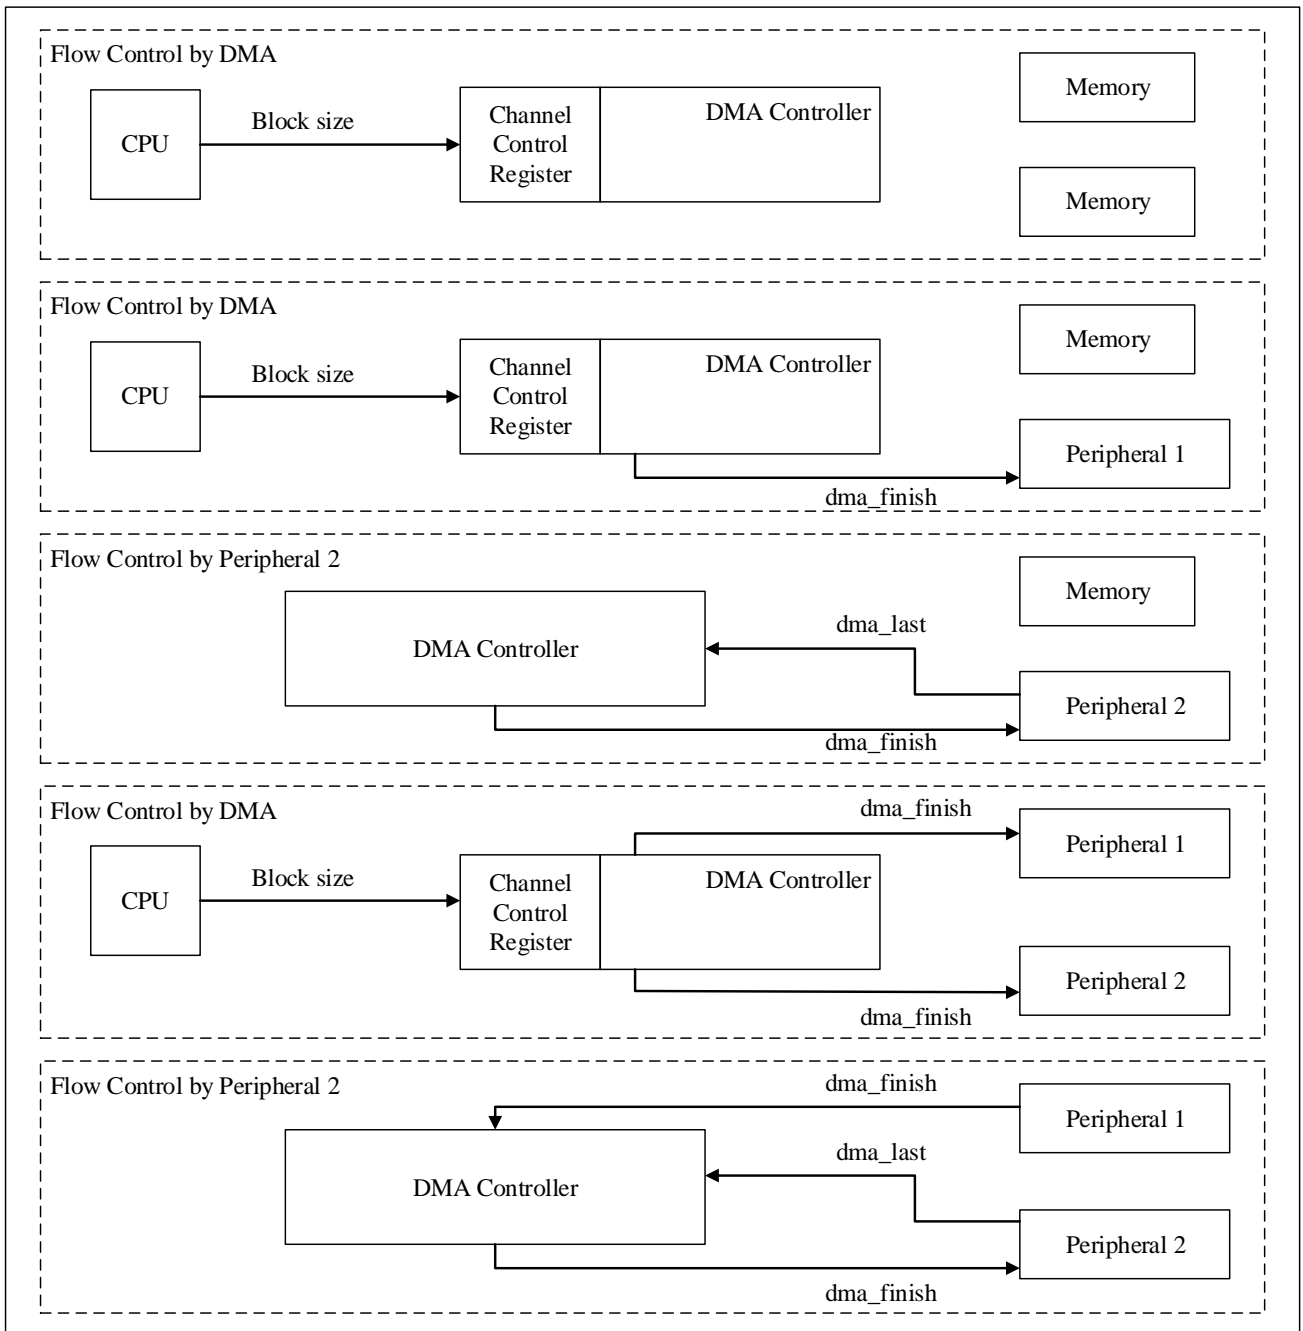 Flow Control by DMA
CPU
Block size
Channel
Control
Register
DMA Controller
Memory
Memory
Flow Control by DMA
CPU
Block size
Channel
Control
Register
DMA Controller
Memory
Peripheral 1
dma_finish
Flow Control by Peripheral 2
DMA Controller
dma_last
Memory
Peripheral 2
dma_finish
Flow Control by DMA
CPU
Block size
Channel
Control
Register
DMA Controller
dma_finish
Peripheral 1
Peripheral 2
dma_finish
Flow Control by Peripheral 2
dma_finish
Peripheral 1
DMA Controller
dma_last
Peripheral 2
dma_finish